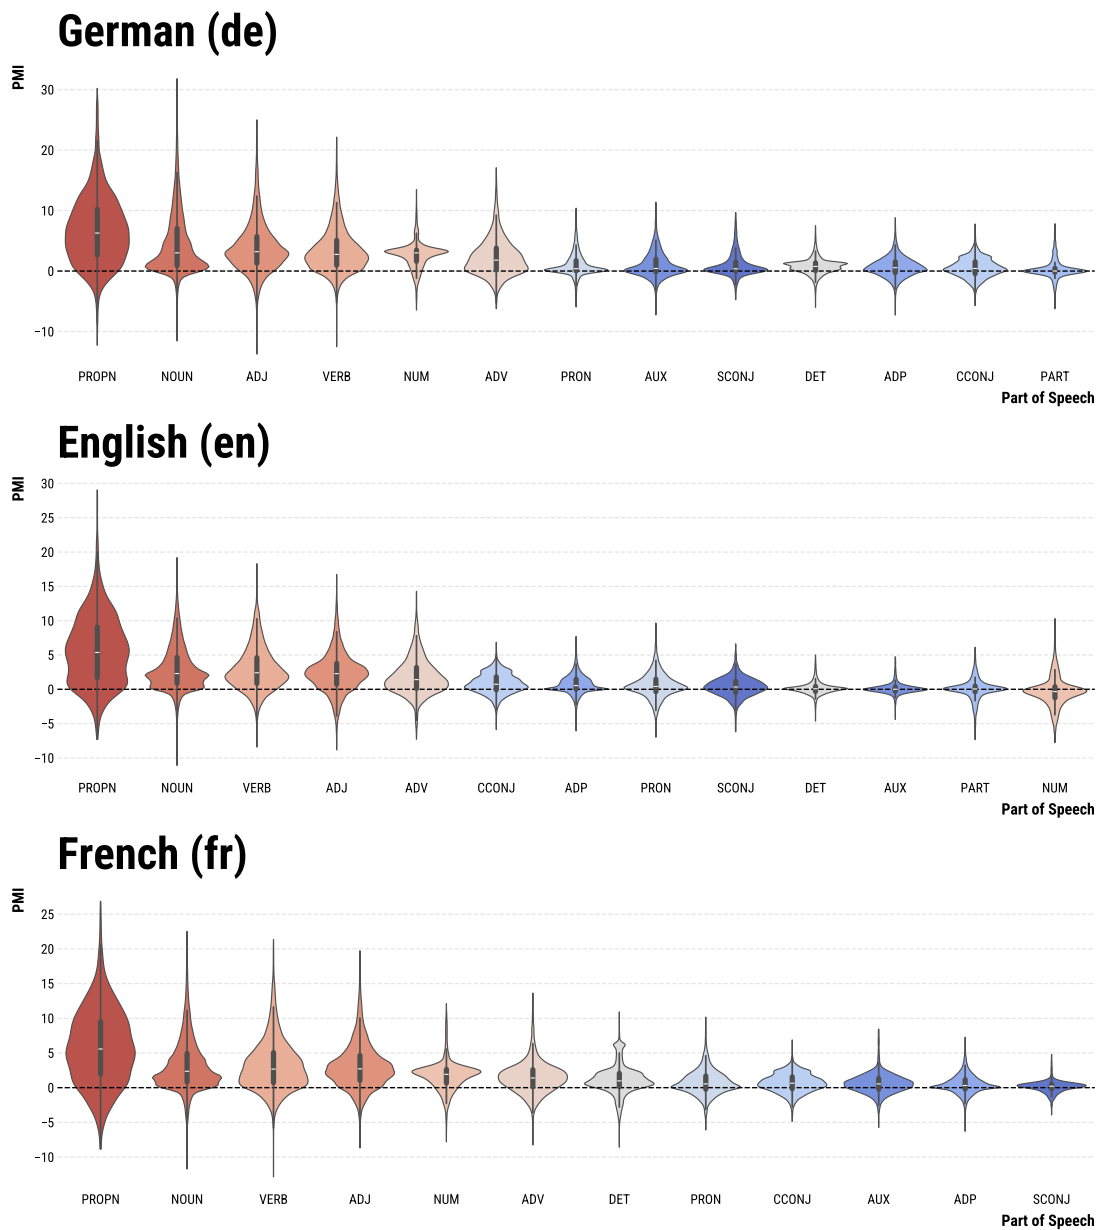 German (de)
PMI
30
20
10
0
−10
PROPN NOUN ADJ VERB NUM ADV PRON AUX SCONJ DET ADP CCONJ PART
Part of Speech
English (en)
PMI
30
25
20
15
10
5
0
−5
−10
PROPN NOUN VERB ADJ ADV CCONJ ADP PRON SCONJ DET AUX PART NUM
Part of Speech
French (fr)
PMI
25
20
15
10
5
0
−5
−10
PROPN NOUN VERB ADJ NUM ADV DET PRON CCONJ AUX ADP SCONJ
Part of Speech